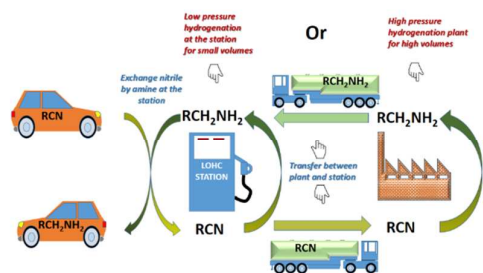 Low pressure
hydrogenation
at the station
for small volumes
Or
High pressure
hydrogenation plant
for high volumes
Exchange nitrile
by amine at the
station
RCN
RCH₂NH₂
RCH₂NH₂
RCH₂NH₂
LOHC
STATION
Transfer between
plant and station
RCH₂NH₂
RCN
RCN
RCN